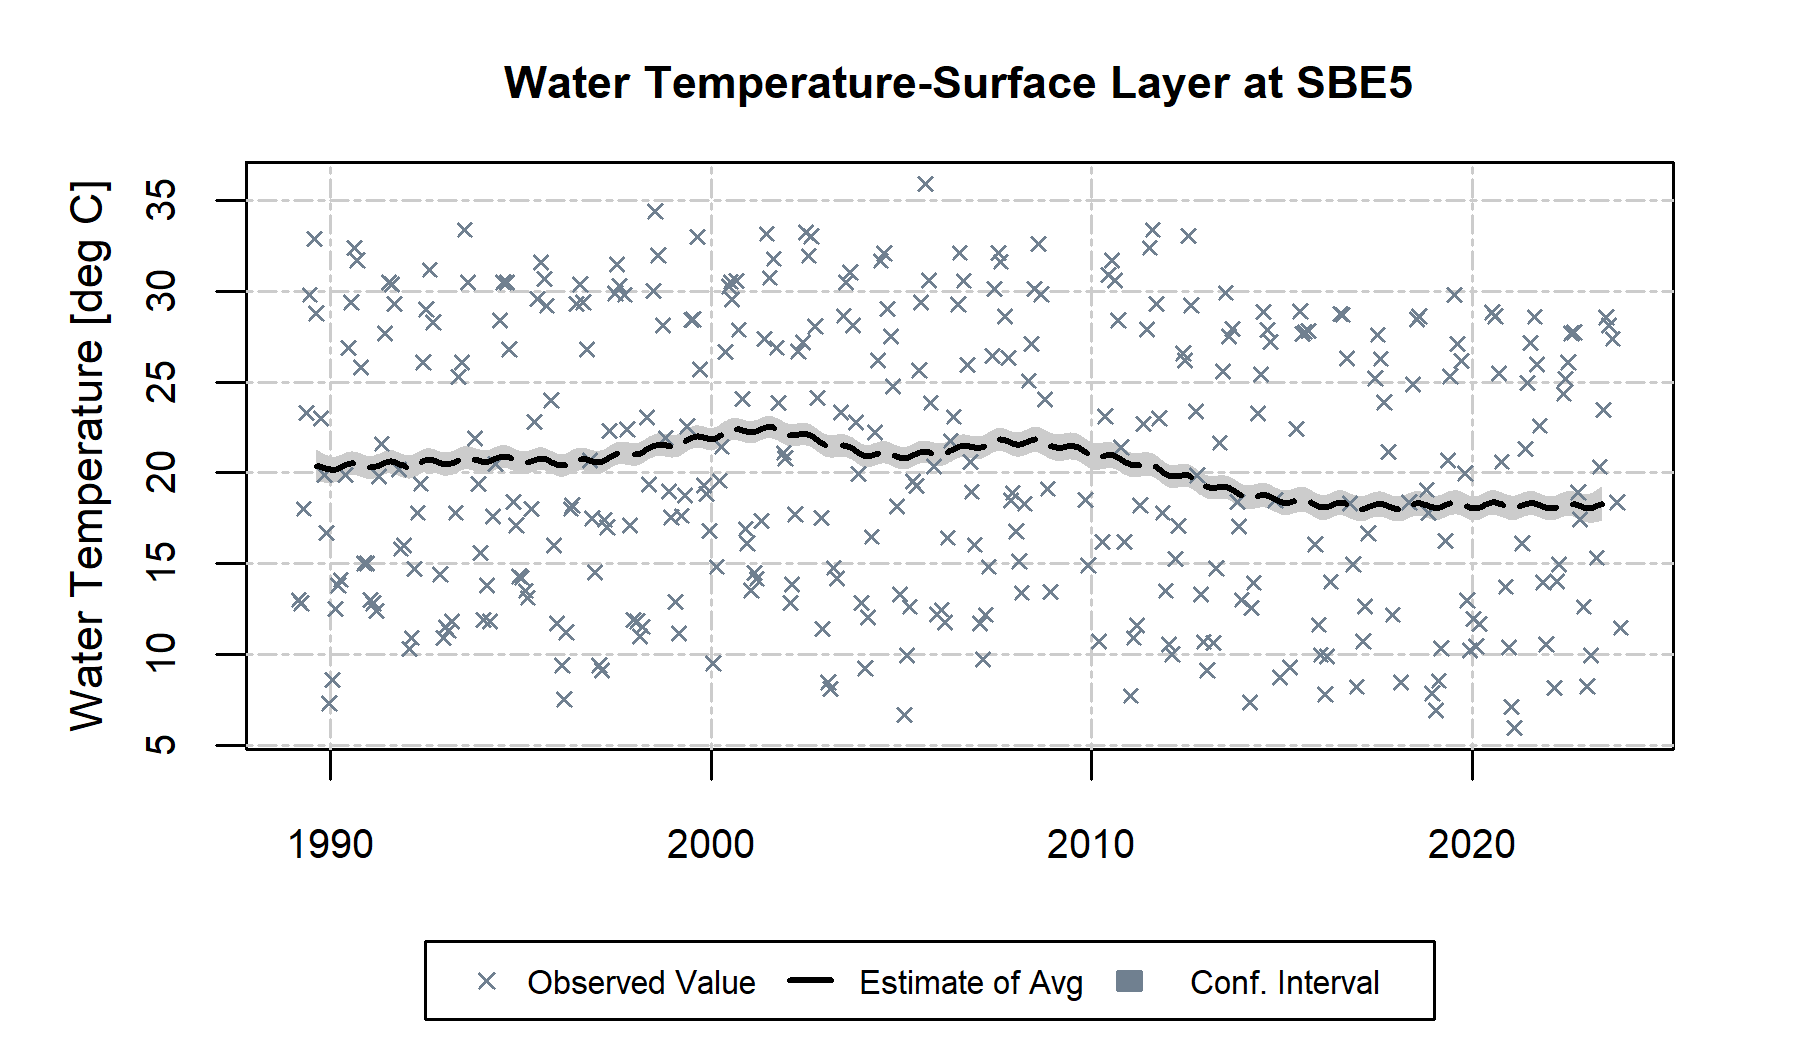 Water Temperature-Surface Layer at SBE5
Water Temperature [deg C]
35
30
25
20
15
10
5
1990 2000 2010 2020
Observed Value Estimate of Avg Conf. Interval